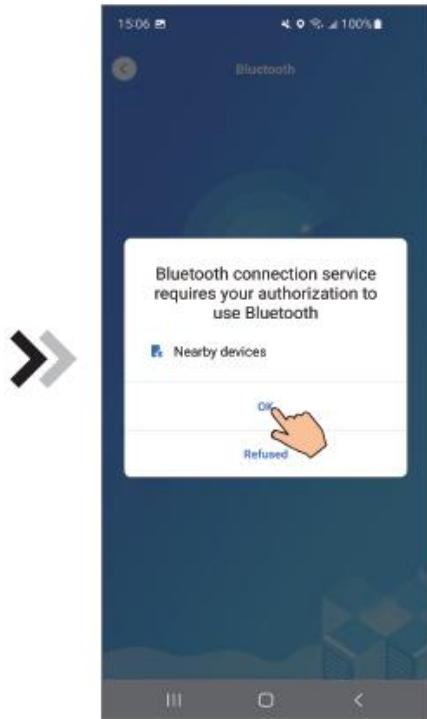 15:06
100%
Bluetooth
Bluetooth connection service
requires your authorization to
use Bluetooth
Nearby devices
OK
Refused